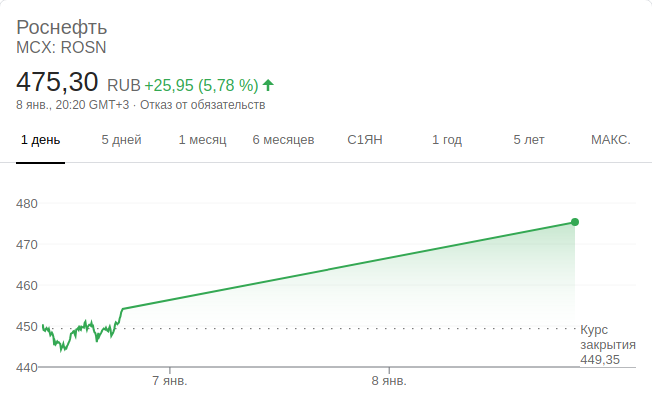 Роснефть
MCX: ROSN
475,30 RUB +25,95 (5,78 %)
8 янв., 20:20 GMT+3 · Отказ от обязательств
1 день 5 дней 1 месяц 6 месяцев С1ЯН 1 год 5 лет МАКС.
480
470
460
450
440
Курс
закрытия
449,35
7 янв. 8 янв.